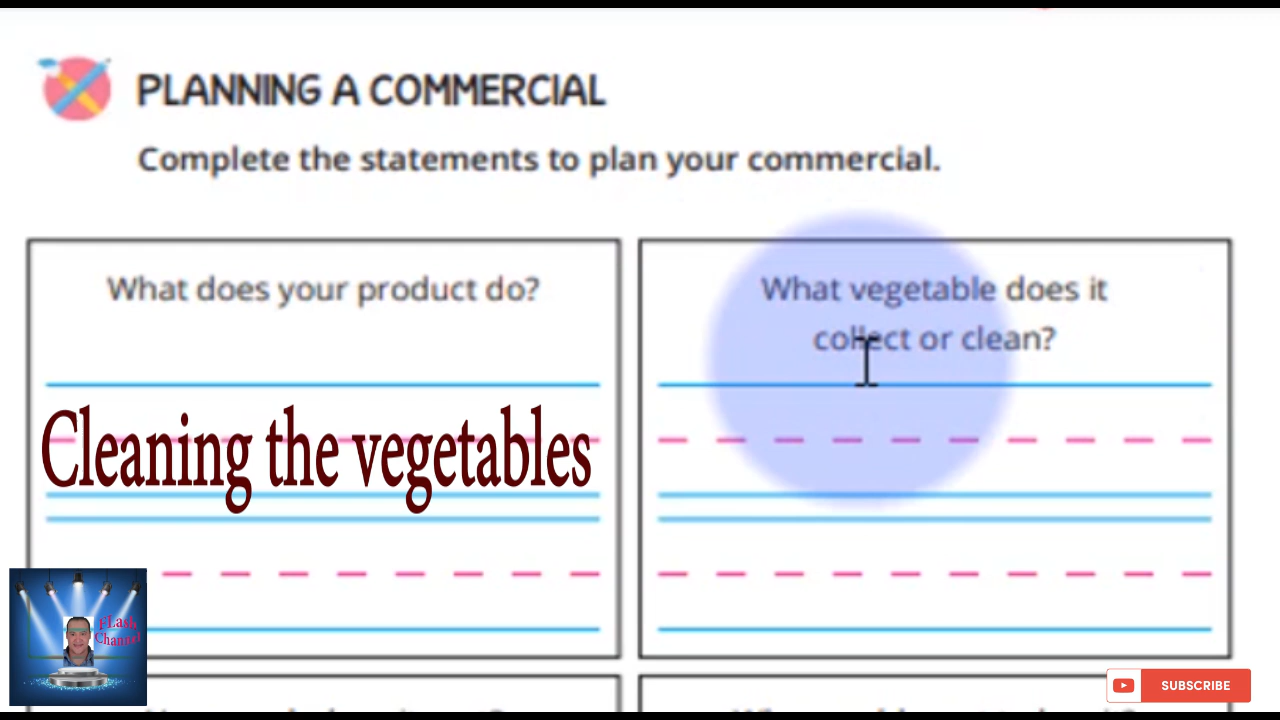 PLANNING A COMMERCIAL
Complete the statements to plan your commercial.
What does your product do?
Cleaning the vegetables
What vegetable does it
collect or clean?
FLash
Channel
SUBSCRIBE